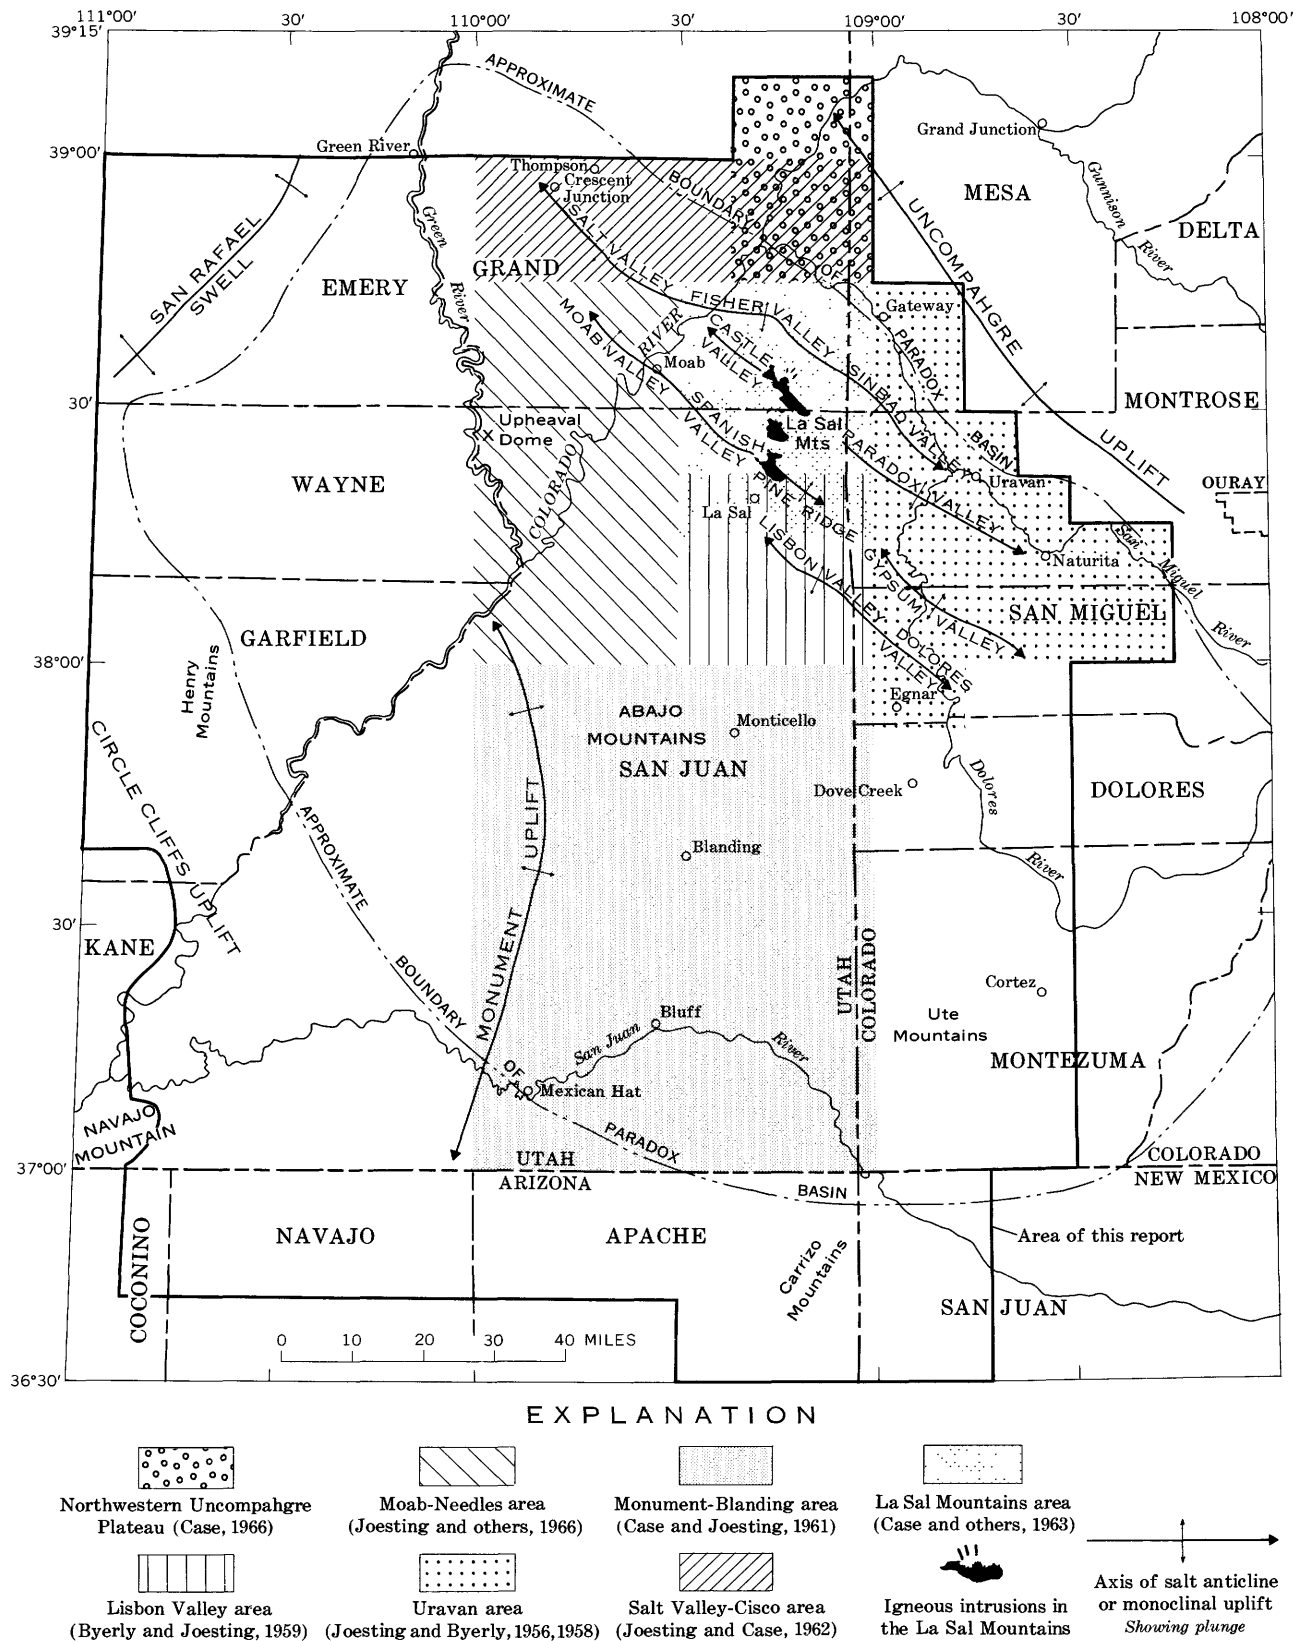 111°00′ 30′ 110°00′ 30′ 109°00′ 30′ 108°00′
39°15′
APPROXIMATE
Green River
Grand Junction
39°00′
Thompson
Crescent
Junction
BOUNDARY
MESA
Gunnison
River
DELTA
SAN RAFAEL
SWELL
Green
River
EMERY
GRAND
SALT VALLEY
OF
UNCOMPAHGRE
UPLIFT
Gateway
MOAB VALLEY
RIVER
FISHER VALLEY
CASTLE
VALLEY
PARADOX
BASIN
Moab
SINBAD VALLEY
30′
MONTROSE
Upheaval
Dome
SPANISH
VALLEY
La Sal
Mts
PARADOX VALLEY
WAYNE
COLORADO
PINE RIDGE
La Sal
Uravan
OURAY
LISBON VALLEY
GYPSUM VALLEY
San
Miguel
River
Naturita
SAN MIGUEL
GARFIELD
DOLORES
VALLEY
38°00′
Henry
Mountains
Egnar
ABAJO
MOUNTAINS
Monticello
SAN JUAN
CIRCLE CLIFFS UPLIFT
Dove Creek
Dolores
River
DOLORES
APPROXIMATE
UPLIFT
Blanding
30′
KANE
BOUNDARY
MONUMENT
UTAH
COLORADO
Cortez
Bluff
San Juan
River
Ute
Mountains
MONTEZUMA
OF
Mexican Hat
NAVAJO
MOUNTAIN
PARADOX
37°00′
UTAH
ARIZONA
BASIN
COLORADO
NEW MEXICO
COCONINO
NAVAJO
APACHE
Area of this report
Carrizo
Mountains
SAN JUAN
0 10 20 30 40 MILES
36°30′
EXPLANATION
Northwestern Uncompahgre
Plateau (Case, 1966)
Moab-Needles area
(Joesting and others, 1966)
Monument-Blanding area
(Case and Joesting, 1961)
La Sal Mountains area
(Case and others, 1963)
Lisbon Valley area
(Byerly and Joesting, 1959)
Uravan area
(Joesting and Byerly, 1956,1958)
Salt Valley-Cisco area
(Joesting and Case, 1962)
Igneous intrusions in
the La Sal Mountains
Axis of salt anticline
or monoclinal uplift
Showing plunge